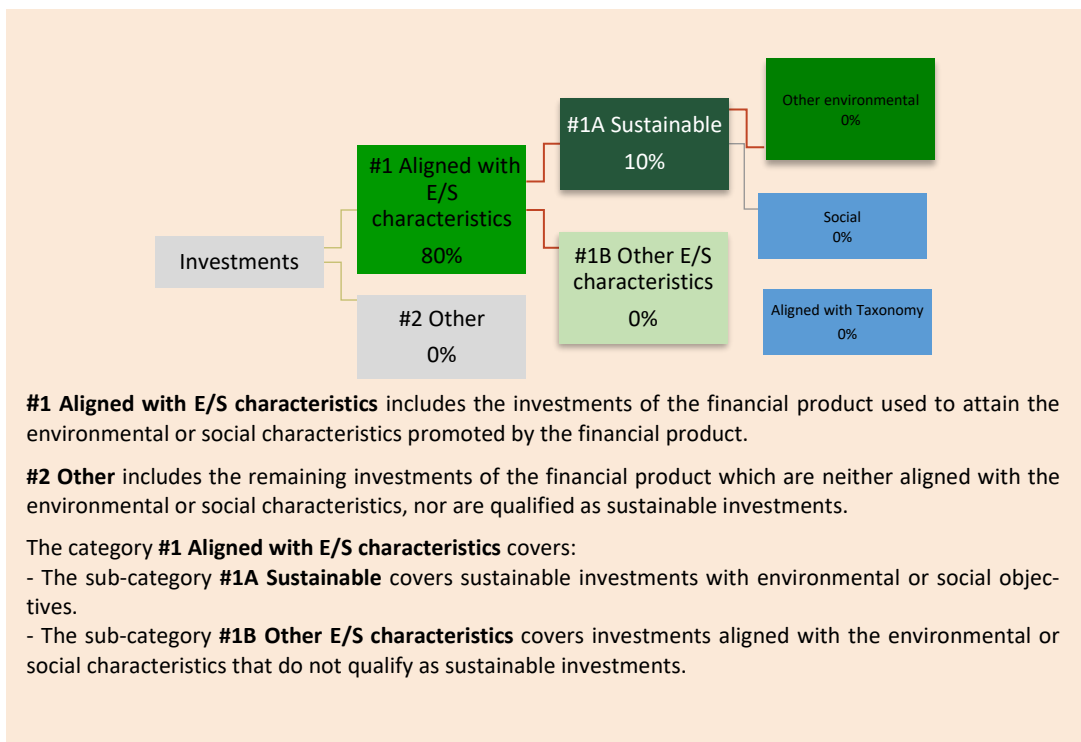 Investments
#1 Aligned with
E/S
characteristics
80%
#2 Other
0%
#1A Sustainable
10%
#1B Other E/S
characteristics
0%
Other environmental
0%
Social
0%
Aligned with Taxonomy
0%
#1 Aligned with E/S characteristics includes the investments of the financial product used to attain the
environmental or social characteristics promoted by the financial product.
#2 Other includes the remaining investments of the financial product which are neither aligned with the
environmental or social characteristics, nor are qualified as sustainable investments.
The category #1 Aligned with E/S characteristics covers:
- The sub-category #1A Sustainable covers sustainable investments with environmental or social objec-
tives.
- The sub-category #1B Other E/S characteristics covers investments aligned with the environmental or
social characteristics that do not qualify as sustainable investments.